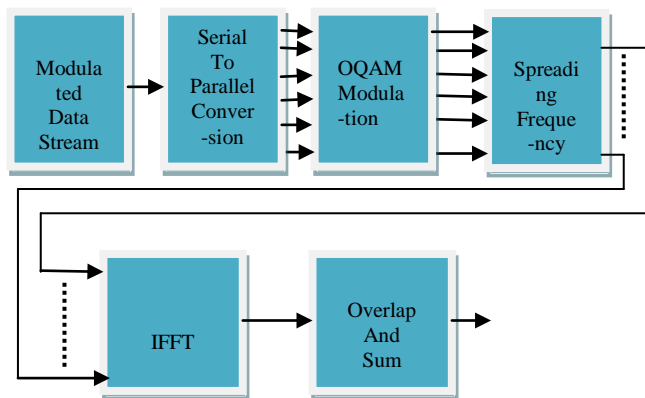 Modula
ted
Data
Stream
Serial
To
Parallel
Conver
-sion
OQAM
Modula
-tion
Spreadi
ng
Freque
-ncy
IFFT
Overlap
And
Sum